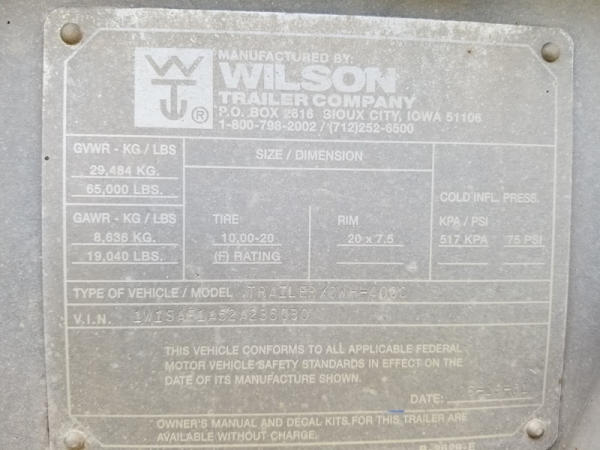 MANUFACTURED BY:
WILSON
TRAILER COMPANY
P.O. BOX 2616 SIOUX CITY, IOWA 51106
1-800-798-2002 / (712)252-6500
W
T ®
GVWR - KG / LBS
29,484 KG.
65,000 LBS.
SIZE / DIMENSION
GAWR - KG / LBS
8,636 KG.
19,040 LBS.
TIRE
10,00-20
(F) RATING
RIM
20 x 7.5
COLD INFL. PRESS.
KPA / PSI
517 KPA 75 PSI
TYPE OF VEHICLE / MODEL
V.I.N.
THIS VEHICLE CONFORMS TO ALL APPLICABLE FEDERAL
MOTOR VEHICLE SAFETY STANDARDS IN EFFECT ON THE
DATE OF ITS MANUFACTURE SHOWN.
DATE:
OWNER'S MANUAL AND DECAL KITS FOR THIS TRAILER ARE
AVAILABLE WITHOUT CHARGE.